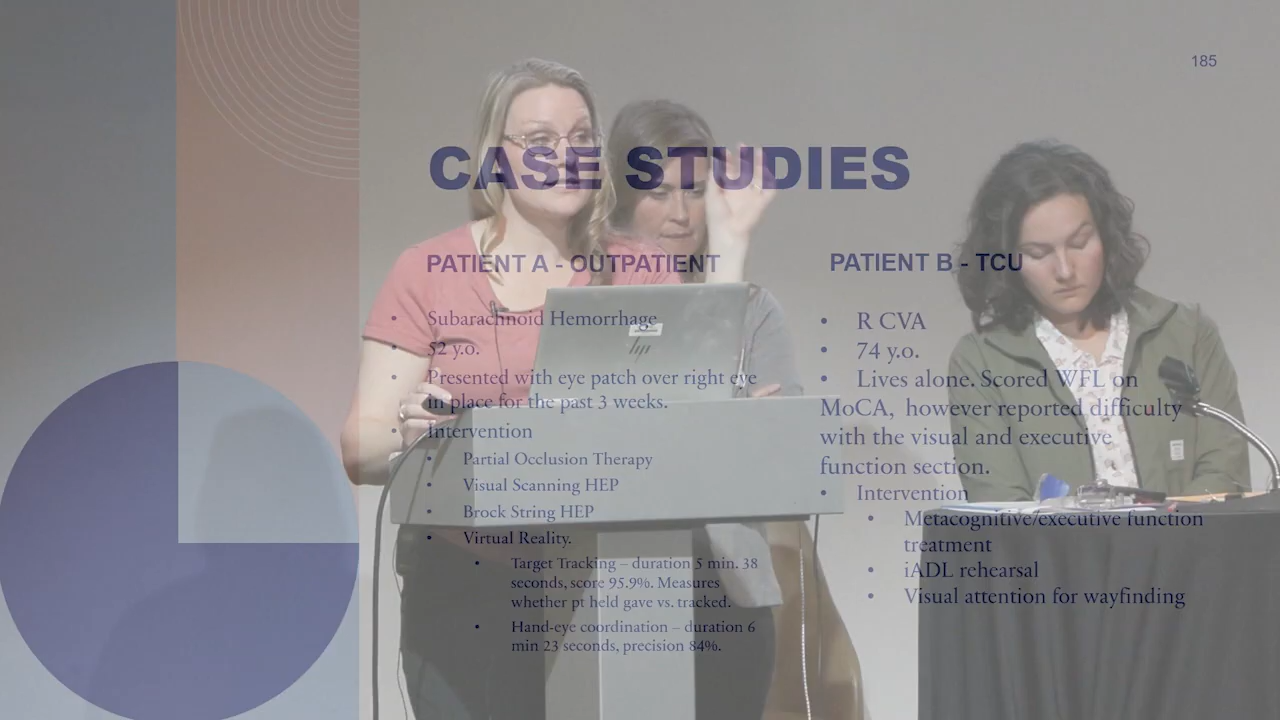 185
CASE STUDIES
PATIENT A - OUTPATIENT
• Subarachnoid Hemorrhage
• 52 y.o.
• Presented with eye patch over right eye
in place for the past 3 weeks.
• Intervention
• Partial Occlusion Therapy
• Visual Scanning HEP
• Brock String HEP
• Virtual Reality.
• Target Tracking – duration 5 min. 38
seconds, score 95.9%. Measures
whether pt held gave vs. tracked.
• Hand-eye coordination – duration 6
min 23 seconds, precision 84%.
PATIENT B - TCU
• R CVA
• 74 y.o.
• Lives alone. Scored WFL on
MoCA, however reported difficulty
with the visual and executive
function section.
• Intervention
• Metacognitive/executive function
treatment
• iADL rehearsal
• Visual attention for wayfinding
hp